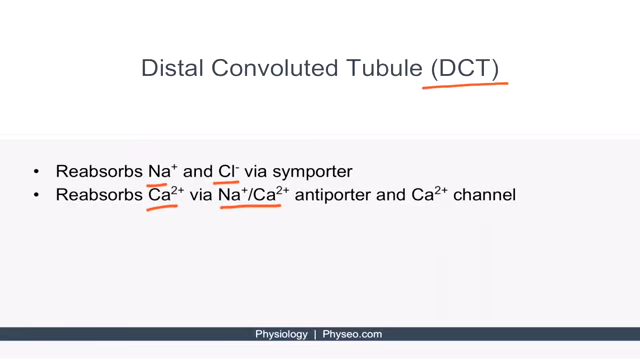 Distal Convoluted Tubule (DCT)
• Reabsorbs Na⁺ and Cl⁻ via symporter
• Reabsorbs Ca²⁺ via Na⁺/Ca²⁺ antiporter and Ca²⁺ channel
Physiology | Physeo.com